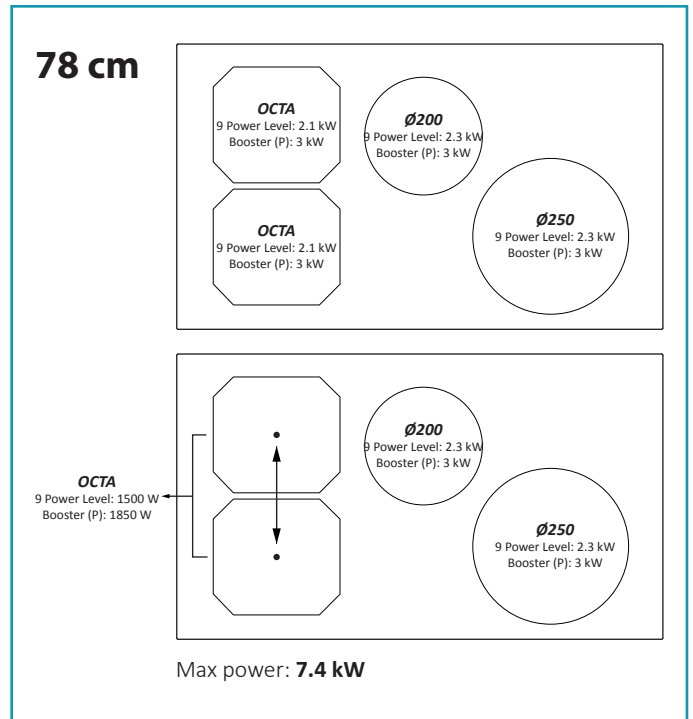 78 cm
OCTA
9 Power Level: 2.1 kW
Booster (P): 3 kW
Ø200
9 Power Level: 2.3 kW
Booster (P): 3 kW
OCTA
9 Power Level: 2.1 kW
Booster (P): 3 kW
Ø250
9 Power Level: 2.3 kW
Booster (P): 3 kW
Ø200
9 Power Level: 2.3 kW
Booster (P): 3 kW
OCTA
9 Power Level: 1500 W
Booster (P): 1850 W
Ø250
9 Power Level: 2.3 kW
Booster (P): 3 kW
Max power: 7.4 kW